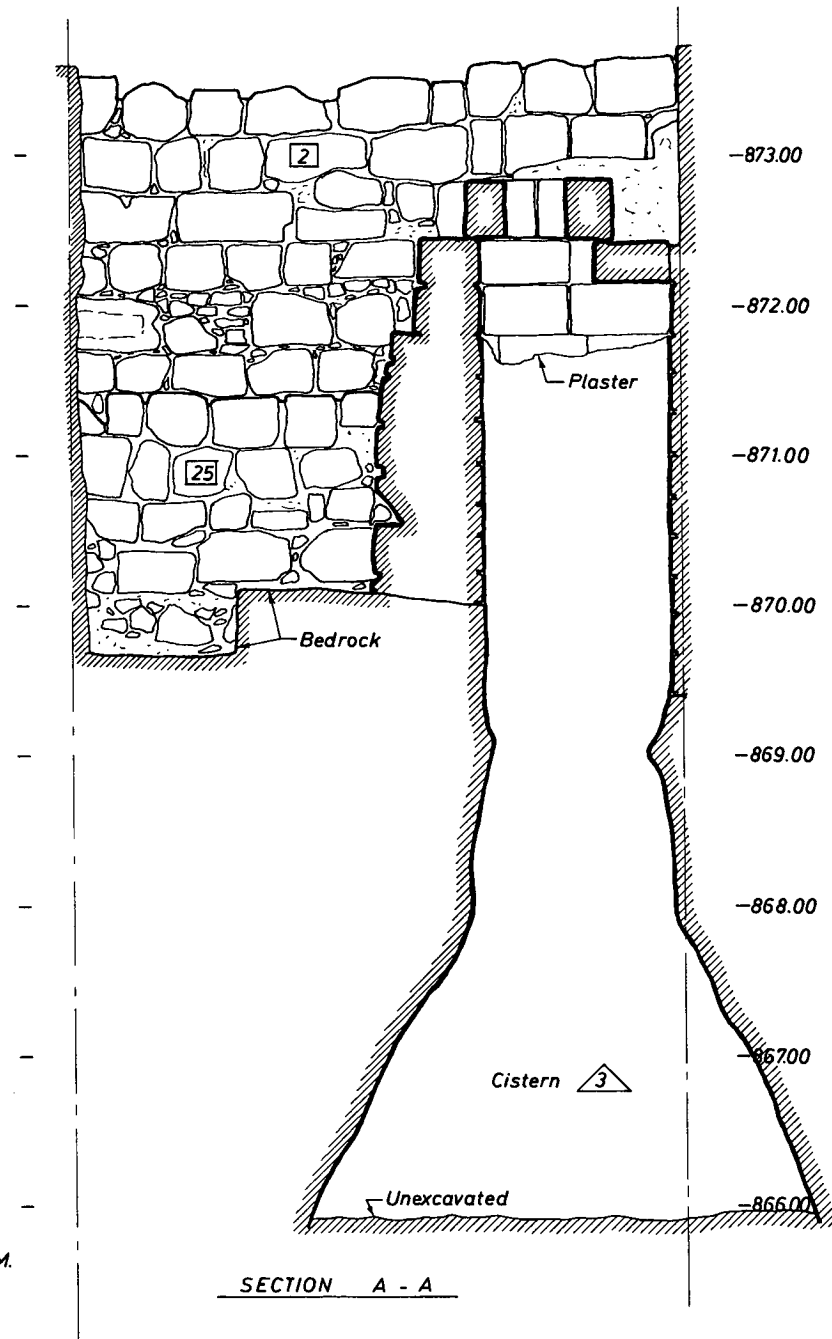 2
-873.00
-872.00
Plaster
25
-871.00
-870.00
Bedrock
-869.00
-868.00
-867.00
Cistern 3
Unexcavated
-866.00
M.
SECTION A - A